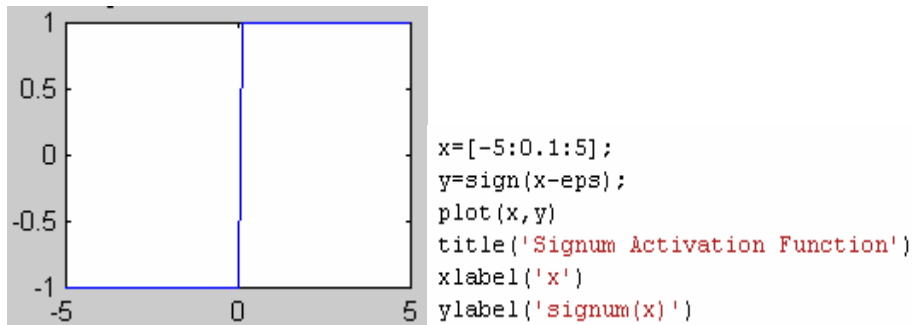 1
0.5
0
-0.5
-1
-5 0 5
x=[-5:0.1:5];
y=sign(x-eps);
plot(x,y)
title('Signum Activation Function')
xlabel('x')
ylabel('signum(x)')